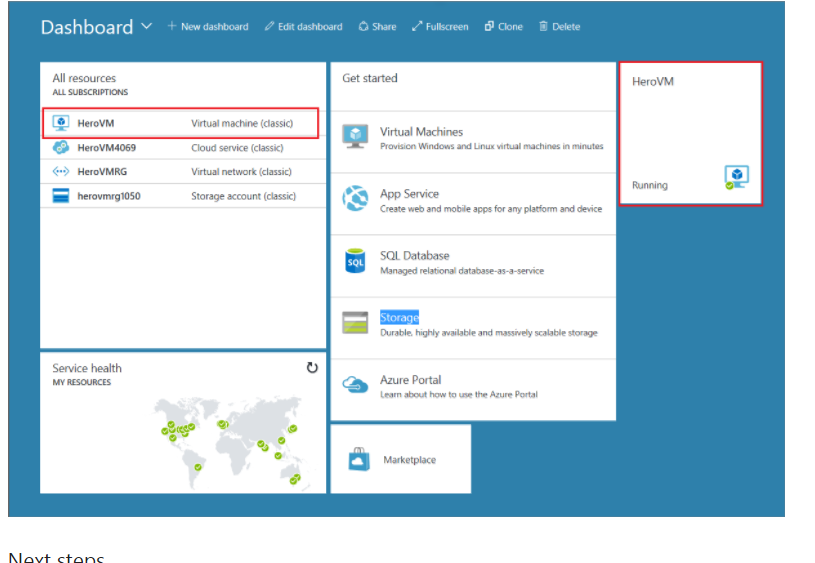 Dashboard
New dashboard
Edit dashboard
Share
Fullscreen
Clone
Delete
All resources
ALL SUBSCRIPTIONS
HeroVM Virtual machine (classic)
HeroVM4069 Cloud service (classic)
HeroVMRG Virtual network (classic)
herovmrg1050 Storage account (classic)
Service health
MY RESOURCES
Get started
Virtual Machines
Provision Windows and Linux virtual machines in minutes
App Service
Create web and mobile apps for any platform and device
SQL
SQL Database
Managed relational database-as-a-service
Storage
Durable, highly available and massively scalable storage
Azure Portal
Learn about how to use the Azure Portal
Marketplace
HeroVM
Running
Next steps